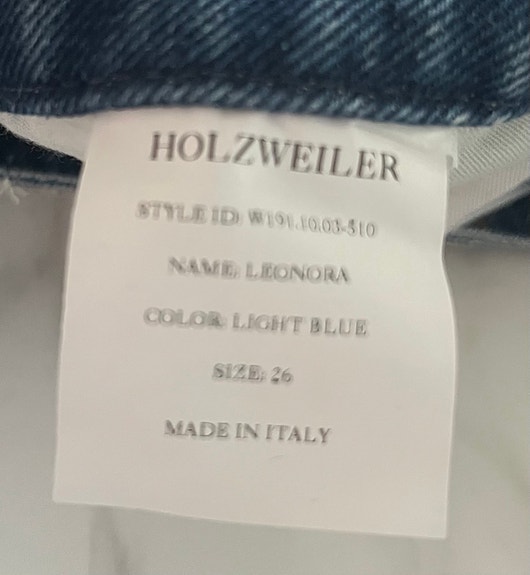 HOLZWEILER
STYLE ID: W191.10.03-510
NAME: LEONORA
COLOR: LIGHT BLUE
SIZE: 26
MADE IN ITALY